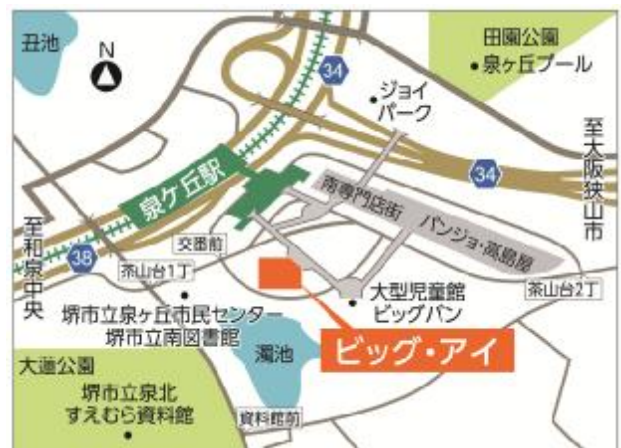 丑池
N
34
田園公園
泉ヶ丘プール
ジョイ
パーク
至大阪狭山市
34
泉ケ丘駅
南専門店街
パンジョ・高島屋
至和泉中央
38
交番前
茶山台1丁
茶山台2丁
堺市立泉ヶ丘市民センター
堺市立南図書館
大型児童館
ビッグバン
ビッグ・アイ
濁池
大蓮公園
堺市立泉北
すえむら資料館
資料館前